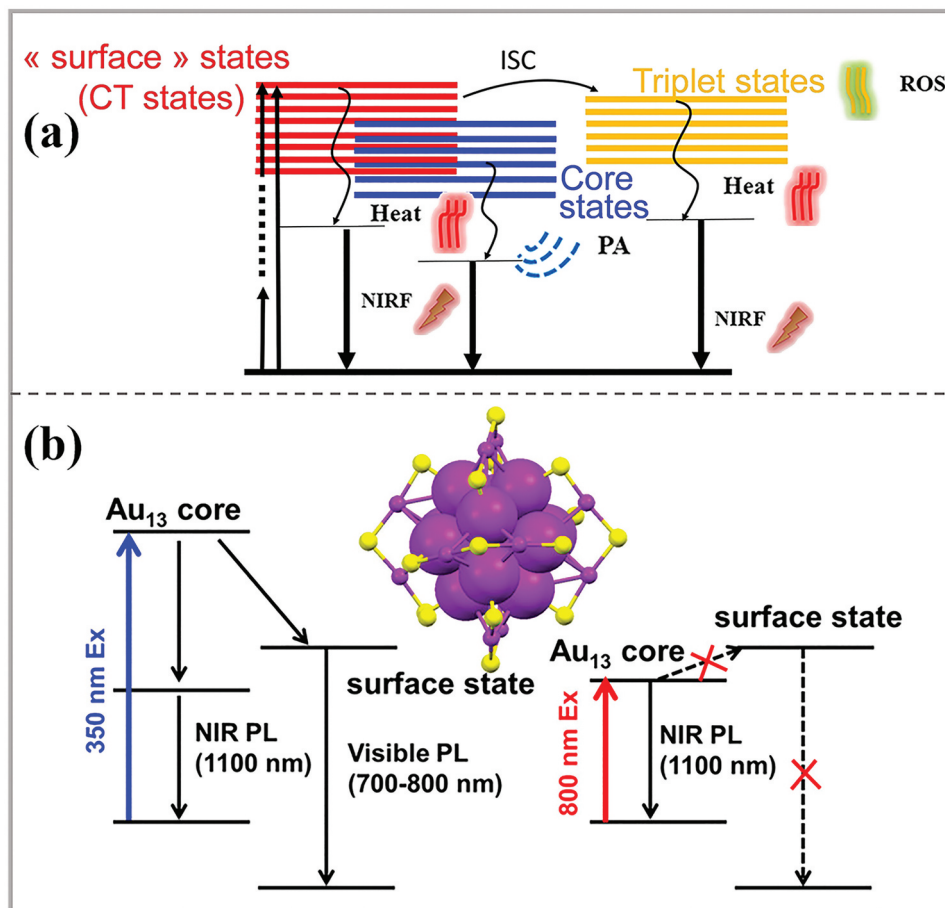 (a)
« surface » states
(CT states)
ISC
Triplet states
ROS
Core
states
Heat
Heat
PA
NIRF
NIRF
(b)
Au₁₃ core
350 nm Ex
NIR PL
(1100 nm)
surface state
Visible PL
(700-800 nm)
surface state
Au₁₃ core
800 nm Ex
NIR PL
(1100 nm)